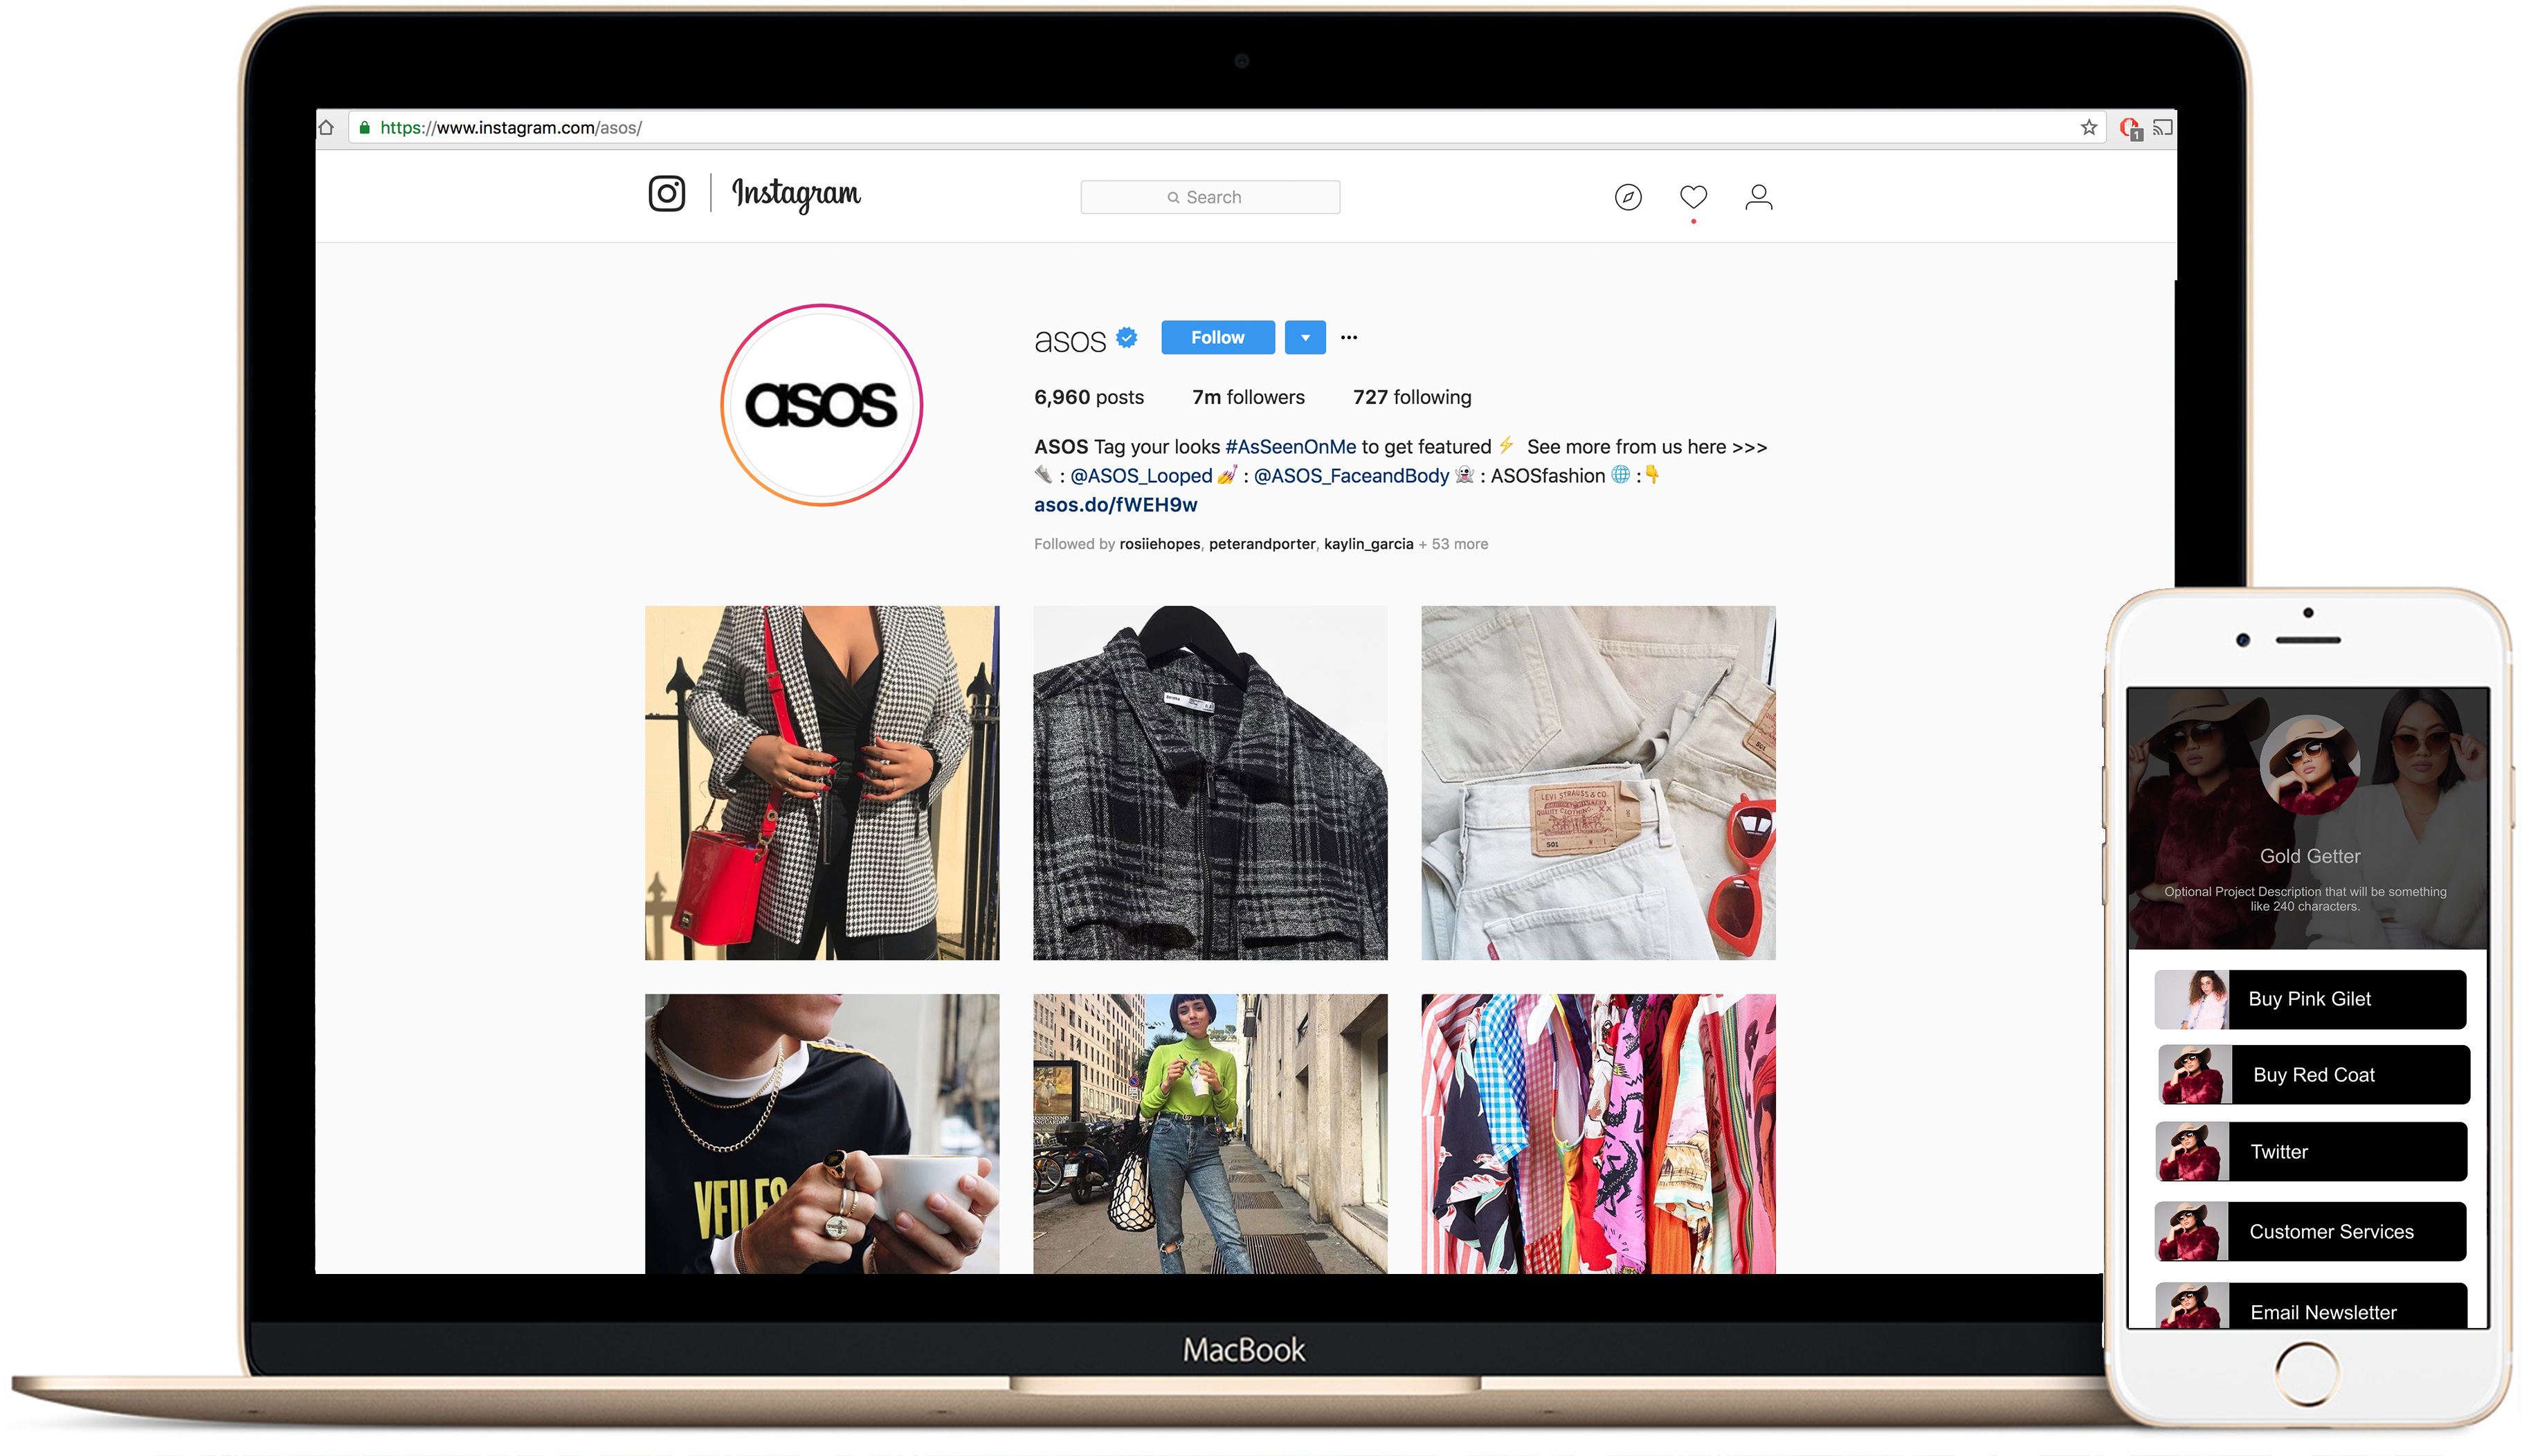 https://www.instagram.com/asos/
Instagram
Search
asos
asos Follow
6,960 posts 7m followers 727 following
ASOS Tag your looks #AsSeenOnMe to get featured ⚡ See more from us here >>>
👟 : @ASOS_Looped 💅 : @ASOS_FaceandBody 👻 : ASOSfashion 🌐 :👇
asos.do/fWEH9w
Followed by rosiiehopes, peterandporter, kaylin_garcia + 53 more
LEVI STRAUSS & CO.
QUALITY CLOTHING
501
VEILES
MacBook
Gold Getter
Optional Project Description that will be something
like 240 characters.
Buy Pink Gilet
Buy Red Coat
Twitter
Customer Services
Email Newsletter